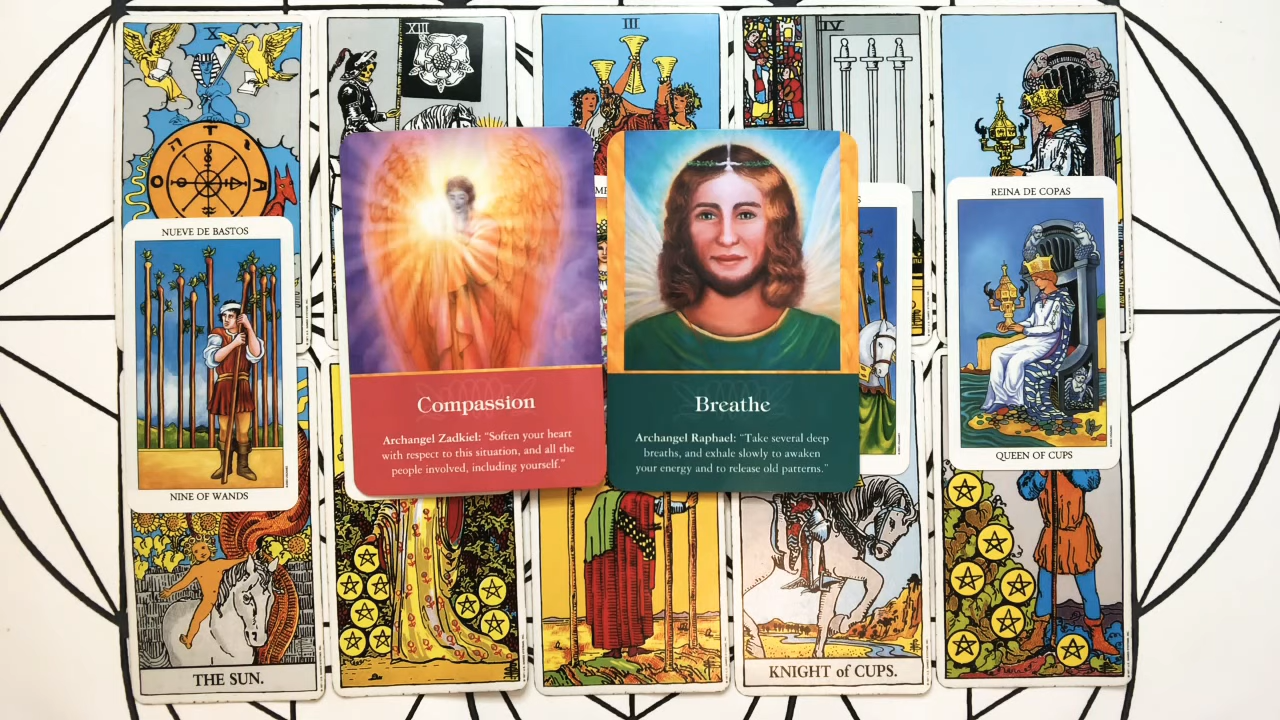 X
XIII
III
IV
T
A
O
NUEVE DE BASTOS
NINE OF WANDS
REINA DE COPAS
QUEEN OF CUPS
Compassion
Archangel Zadkiel: “Soften your heart
with respect to this situation, and all the
people involved, including yourself.”
Breathe
Archangel Raphael: “Take several deep
breaths, and exhale slowly to awaken
your energy and to release old patterns.”
THE SUN.
KNIGHT of CUPS.